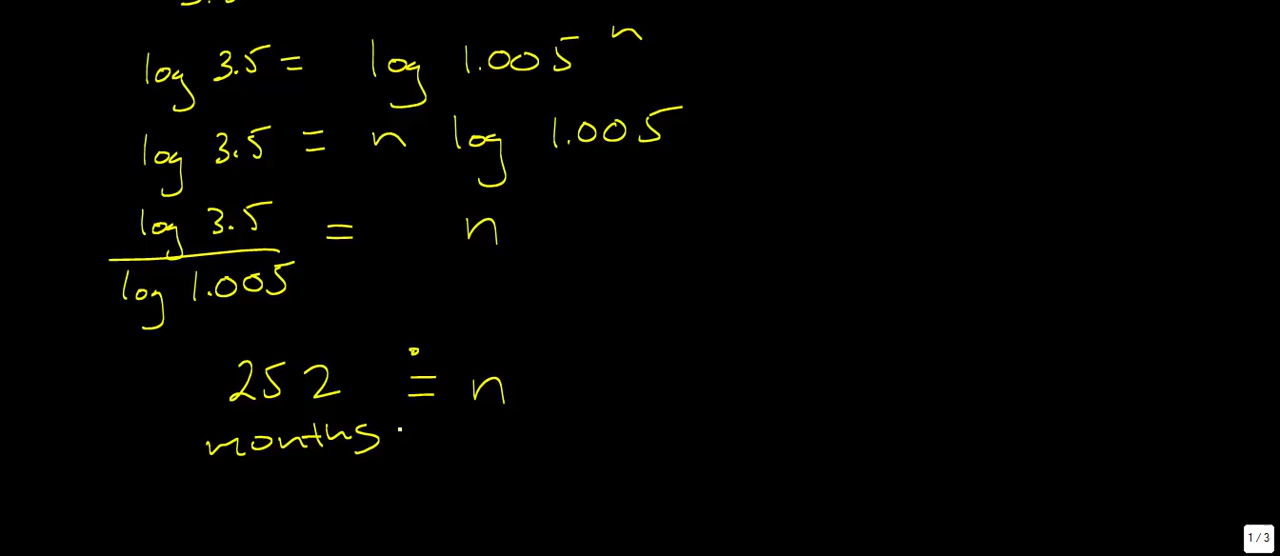 log 3.5 = log 1.005^n
log 3.5 = n log 1.005
log 3.5 = n
log 1.005
252 ≐ n
months
1 / 3